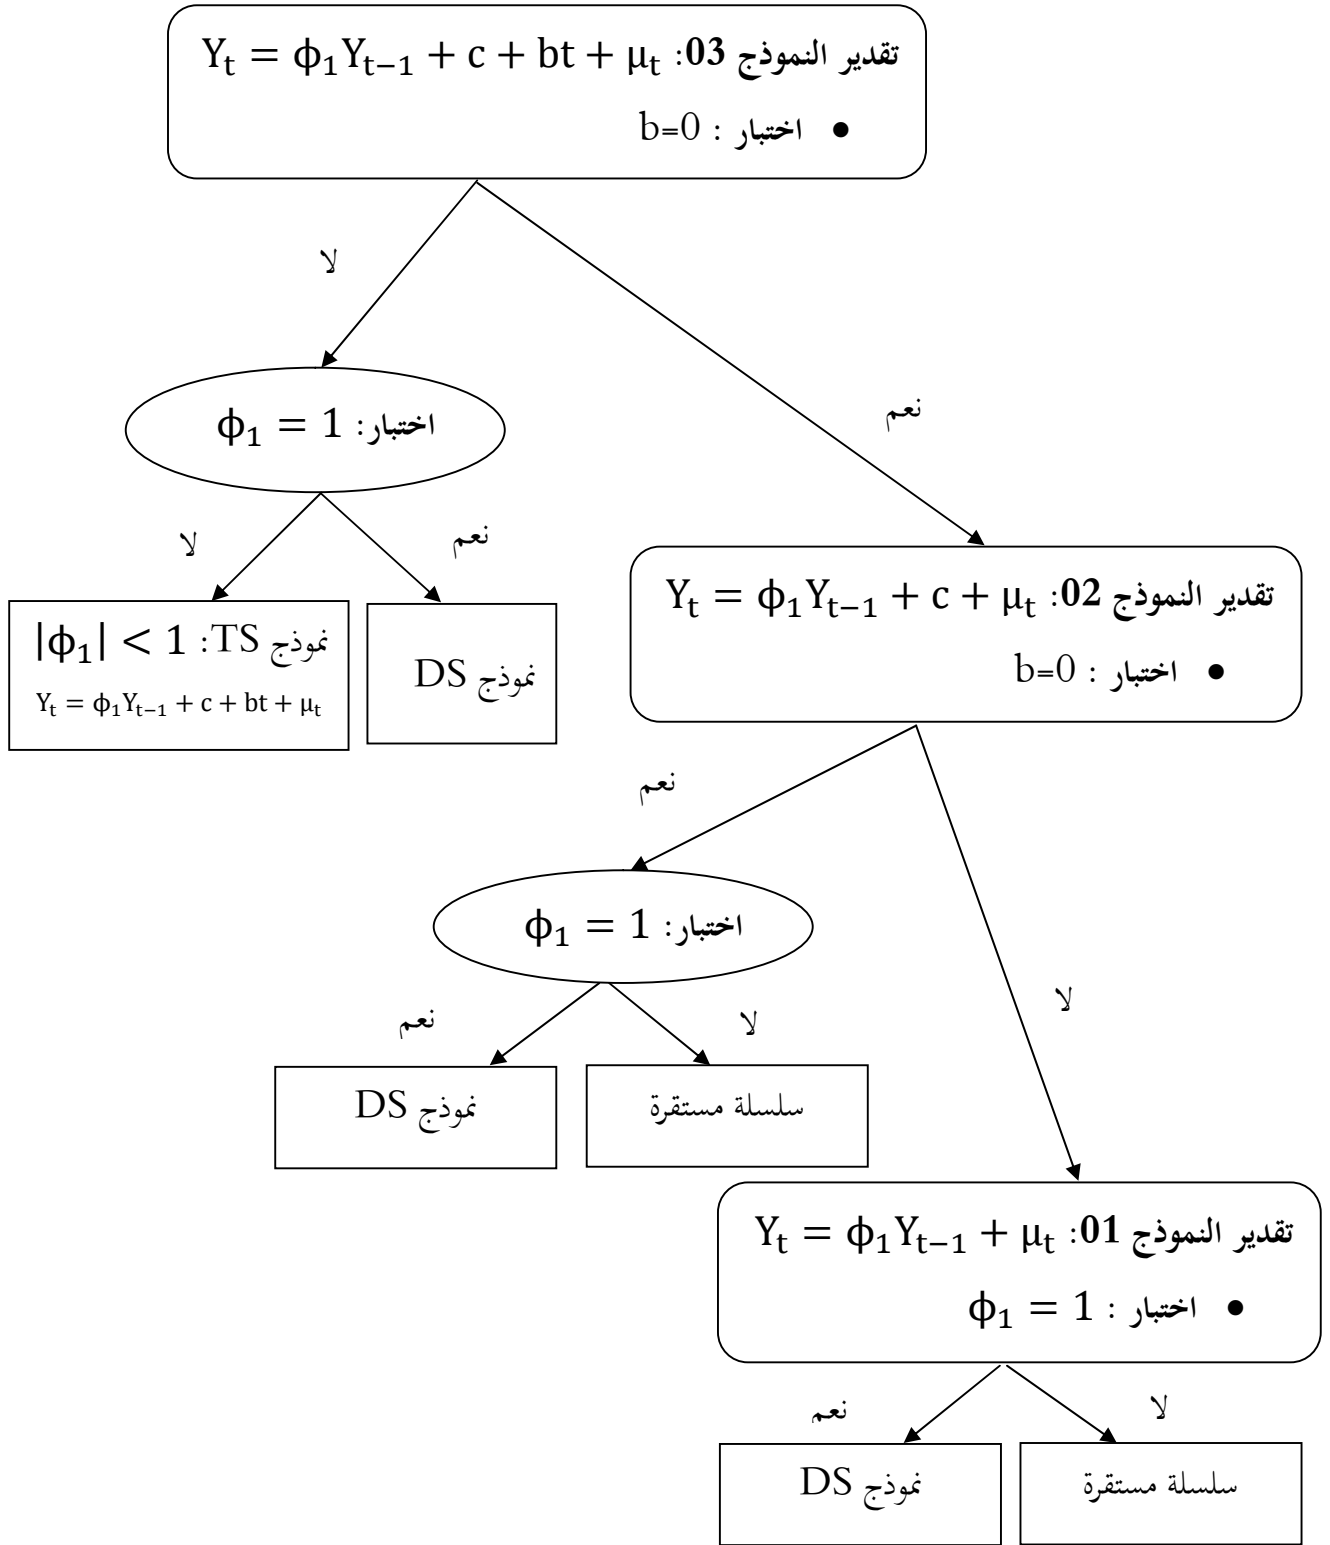 تقدير النموذج 03: Yₜ = ϕ₁Yₜ₋₁ + c + bt + μₜ
• اختبار : b=0
لا
نعم
اختبار: ϕ₁ = 1
لا
نعم
نموذج TS: |ϕ₁| < 1
Yₜ = ϕ₁Yₜ₋₁ + c + bt + μₜ
نموذج DS
تقدير النموذج 02: Yₜ = ϕ₁Yₜ₋₁ + c + μₜ
• اختبار : b=0
نعم
لا
اختبار: ϕ₁ = 1
نعم
لا
نموذج DS
سلسلة مستقرة
تقدير النموذج 01: Yₜ = ϕ₁Yₜ₋₁ + μₜ
• اختبار : ϕ₁ = 1
نعم
لا
نموذج DS
سلسلة مستقرة